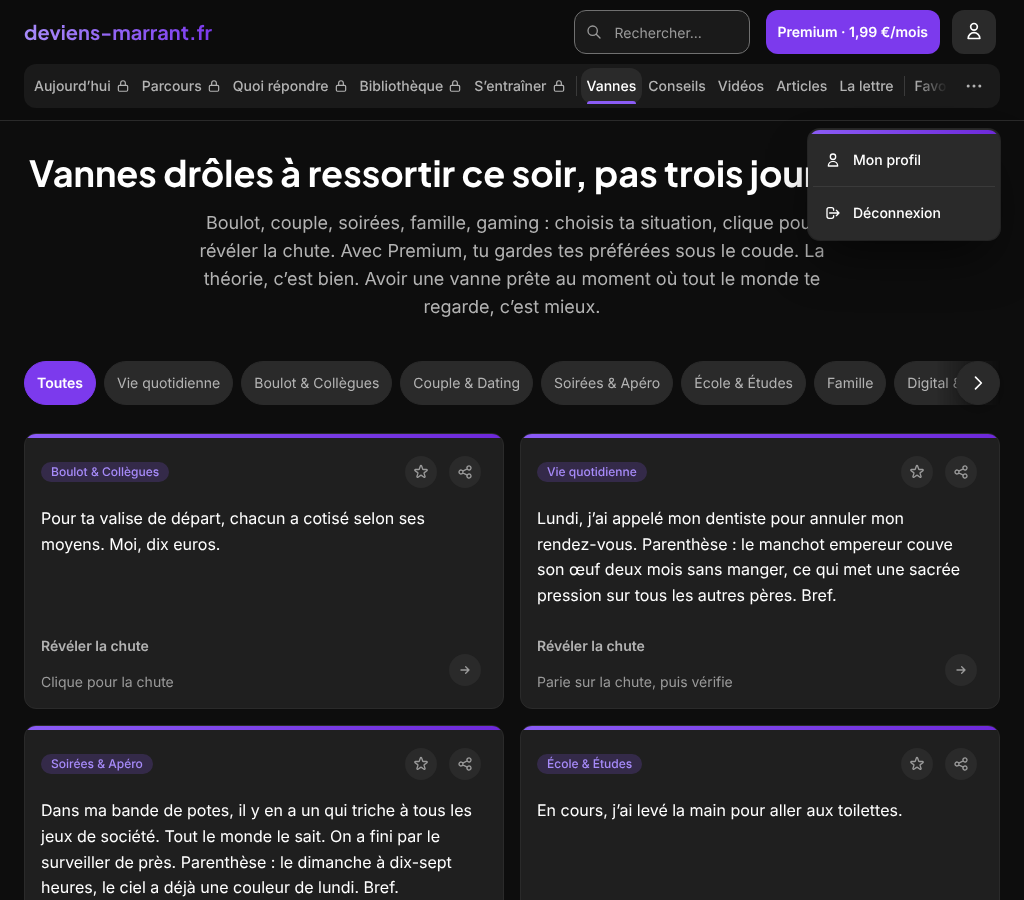 deviens-marrant.fr
Rechercher...
Premium · 1,99 €/mois
Aujourd’hui Parcours Quoi répondre Bibliothèque S’entraîner Vannes Conseils Vidéos Articles La lettre
Mon profil
Déconnexion
Vannes drôles à ressortir ce soir, pas trois
Boulot, couple, soirées, famille, gaming : choisis ta situation, clique
révéler la chute. Avec Premium, tu gardes tes préférées sous le coude. La
théorie, c’est bien. Avoir une vanne prête au moment où tout le monde te
regarde, c’est mieux.
Toutes Vie quotidienne Boulot & Collègues Couple & Dating Soirées & Apéro École & Études Famille Digital
Boulot & Collègues
Pour ta valise de départ, chacun a cotisé selon ses
moyens. Moi, dix euros.
Révéler la chute
Clique pour la chute
Vie quotidienne
Lundi, j’ai appelé mon dentiste pour annuler mon
rendez-vous. Parenthèse : le manchot empereur couve
son œuf deux mois sans manger, ce qui met une sacrée
pression sur tous les autres pères. Bref.
Révéler la chute
Parie sur la chute, puis vérifie
Soirées & Apéro
Dans ma bande de potes, il y en a un qui triche à tous les
jeux de société. Tout le monde le sait. On a fini par le
surveiller de près. Parenthèse : le dimanche à dix-sept
heures, le ciel a déjà une couleur de lundi. Bref.
École & Études
En cours, j’ai levé la main pour aller aux toilettes.